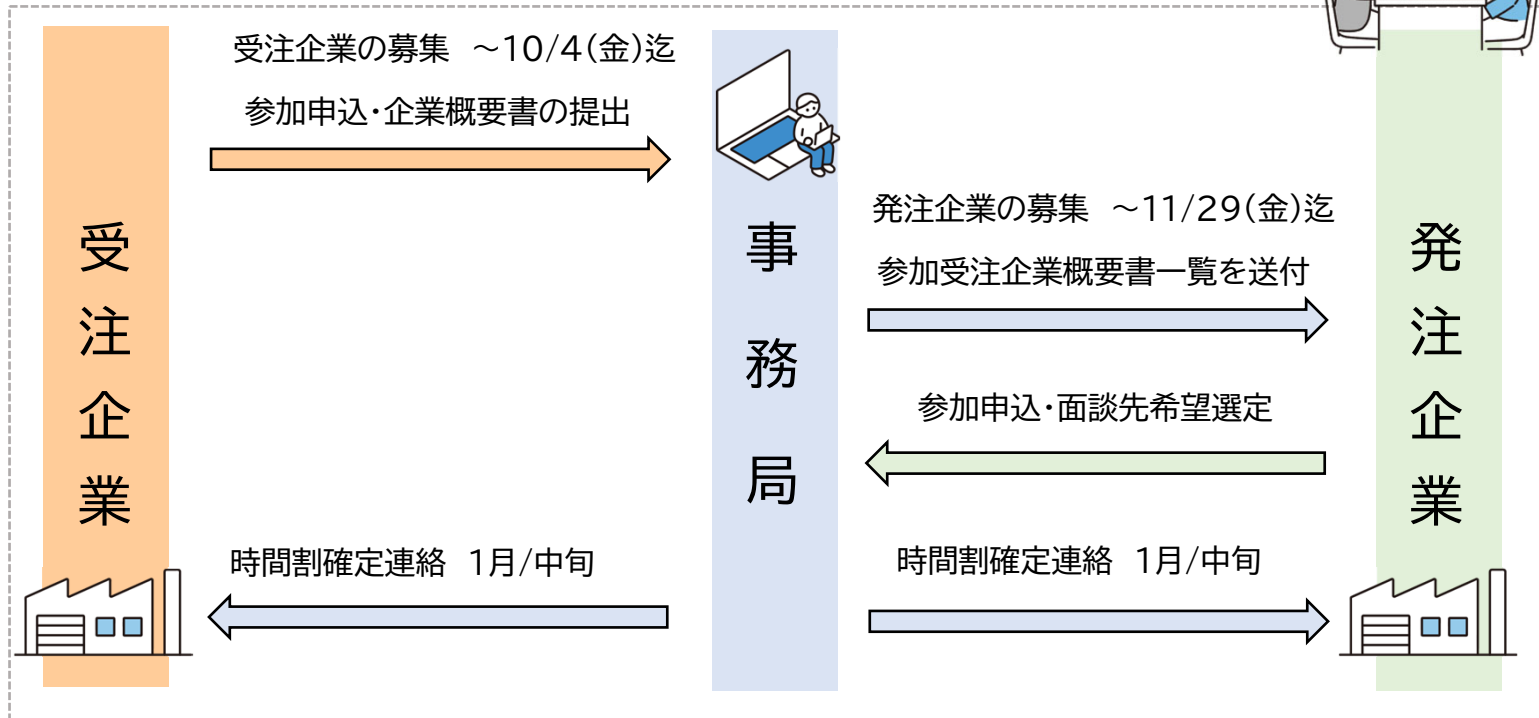 受注企業の募集　～10/4(金)迄
参加申込・企業概要書の提出
受注企業
事務局
発注企業の募集　～11/29(金)迄
参加受注企業概要書一覧を送付
発注企業
参加申込・面談先希望選定
時間割確定連絡　1月/中旬
時間割確定連絡　1月/中旬